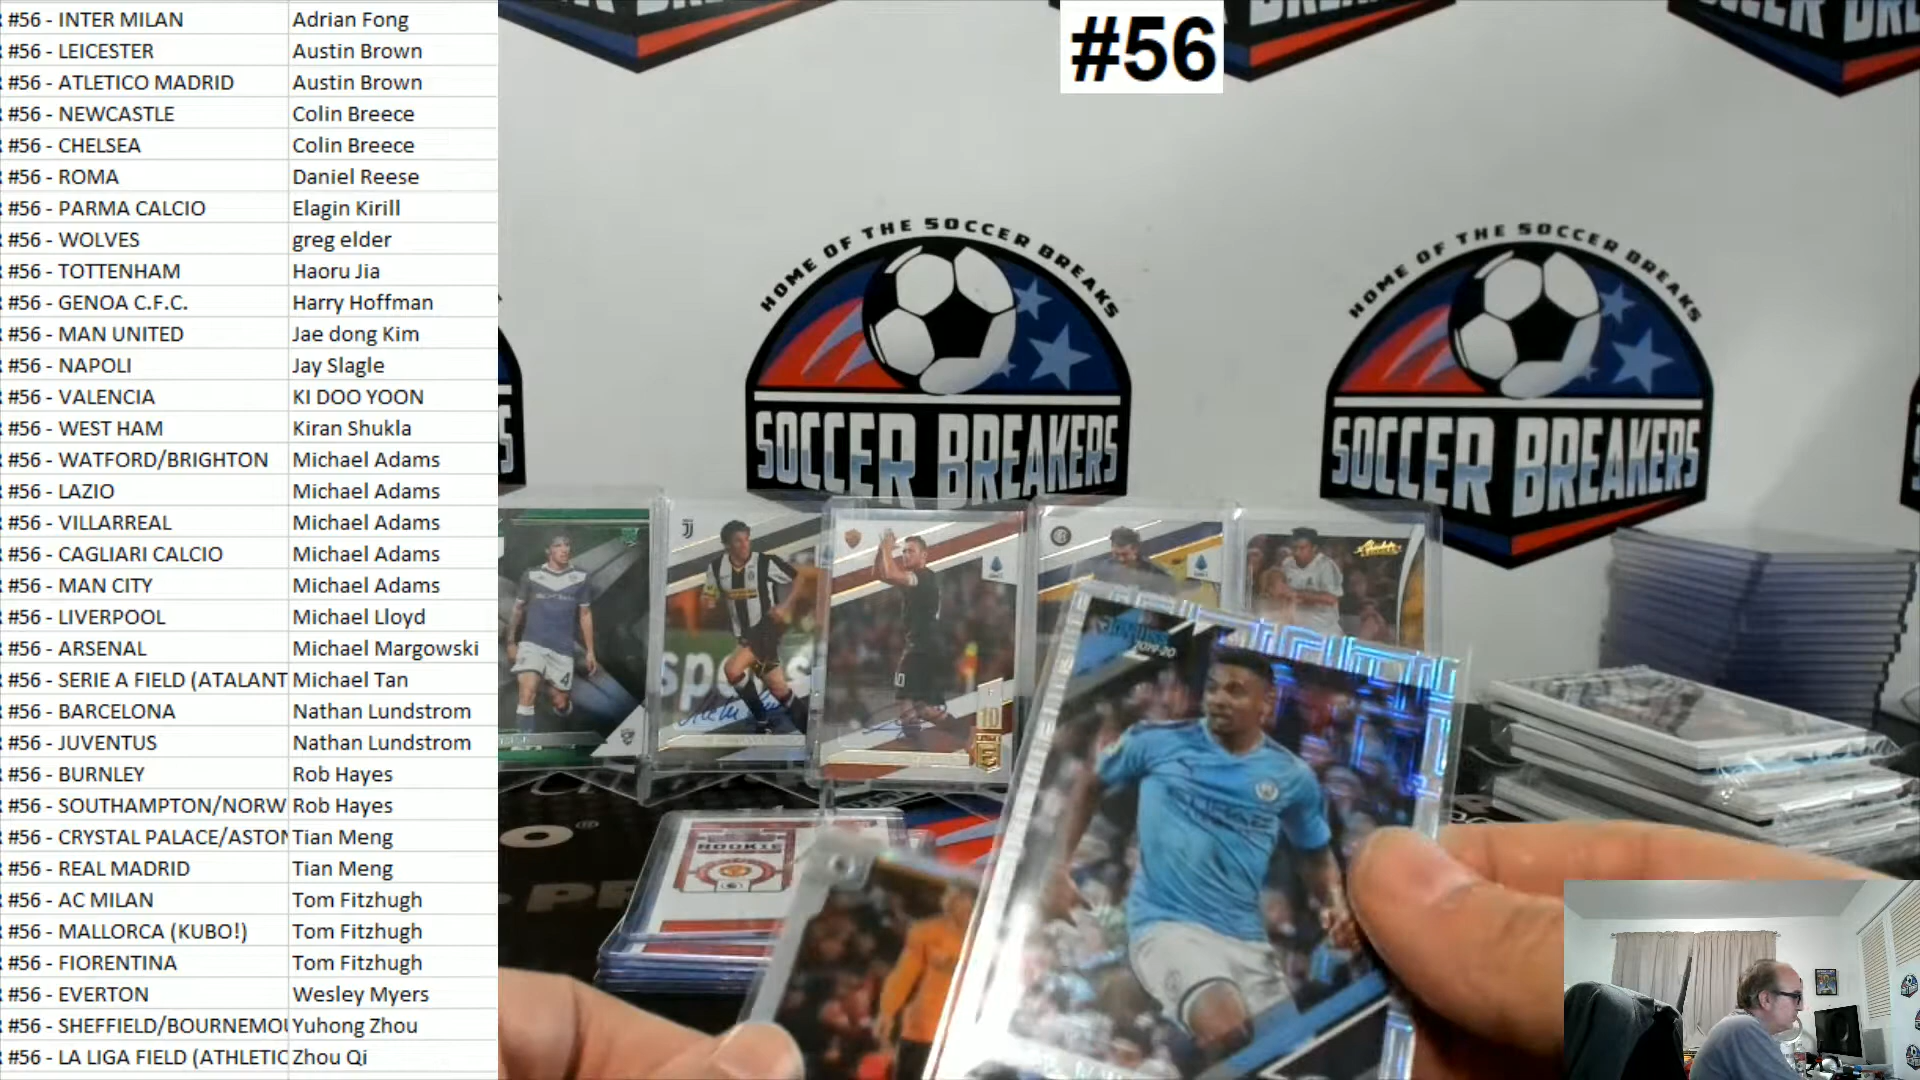 #56 - INTER MILAN Adrian Fong
#56 - LEICESTER Austin Brown
#56 - ATLETICO MADRID Austin Brown
#56 - NEWCASTLE Colin Breece
#56 - CHELSEA Colin Breece
#56 - ROMA Daniel Reese
#56 - PARMA CALCIO Elagin Kirill
#56 - WOLVES greg elder
#56 - TOTTENHAM Haoru Jia
#56 - GENOA C.F.C. Harry Hoffman
#56 - MAN UNITED Jae dong Kim
#56 - NAPOLI Jay Slagle
#56 - VALENCIA KI DOO YOON
#56 - WEST HAM Kiran Shukla
#56 - WATFORD/BRIGHTON Michael Adams
#56 - LAZIO Michael Adams
#56 - VILLARREAL Michael Adams
#56 - CAGLIARI CALCIO Michael Adams
#56 - MAN CITY Michael Adams
#56 - LIVERPOOL Michael Lloyd
#56 - ARSENAL Michael Margowski
#56 - SERIE A FIELD (ATALANT Michael Tan
#56 - BARCELONA Nathan Lundstrom
#56 - JUVENTUS Nathan Lundstrom
#56 - BURNLEY Rob Hayes
#56 - SOUTHAMPTON/NORW Rob Hayes
#56 - CRYSTAL PALACE/ASTON Tian Meng
#56 - REAL MADRID Tian Meng
#56 - AC MILAN Tom Fitzhugh
#56 - MALLORCA (KUBO!) Tom Fitzhugh
#56 - FIORENTINA Tom Fitzhugh
#56 - EVERTON Wesley Myers
#56 - SHEFFIELD/BOURNEMOU Yuhong Zhou
#56 - LA LIGA FIELD (ATHLETIC Zhou Qi
#56
HOME OF THE SOCCER BREAKS
SOCCER BREAKERS
HOME OF THE SOCCER BREAKS
SOCCER BREAKERS
2019-20
ROOKIE